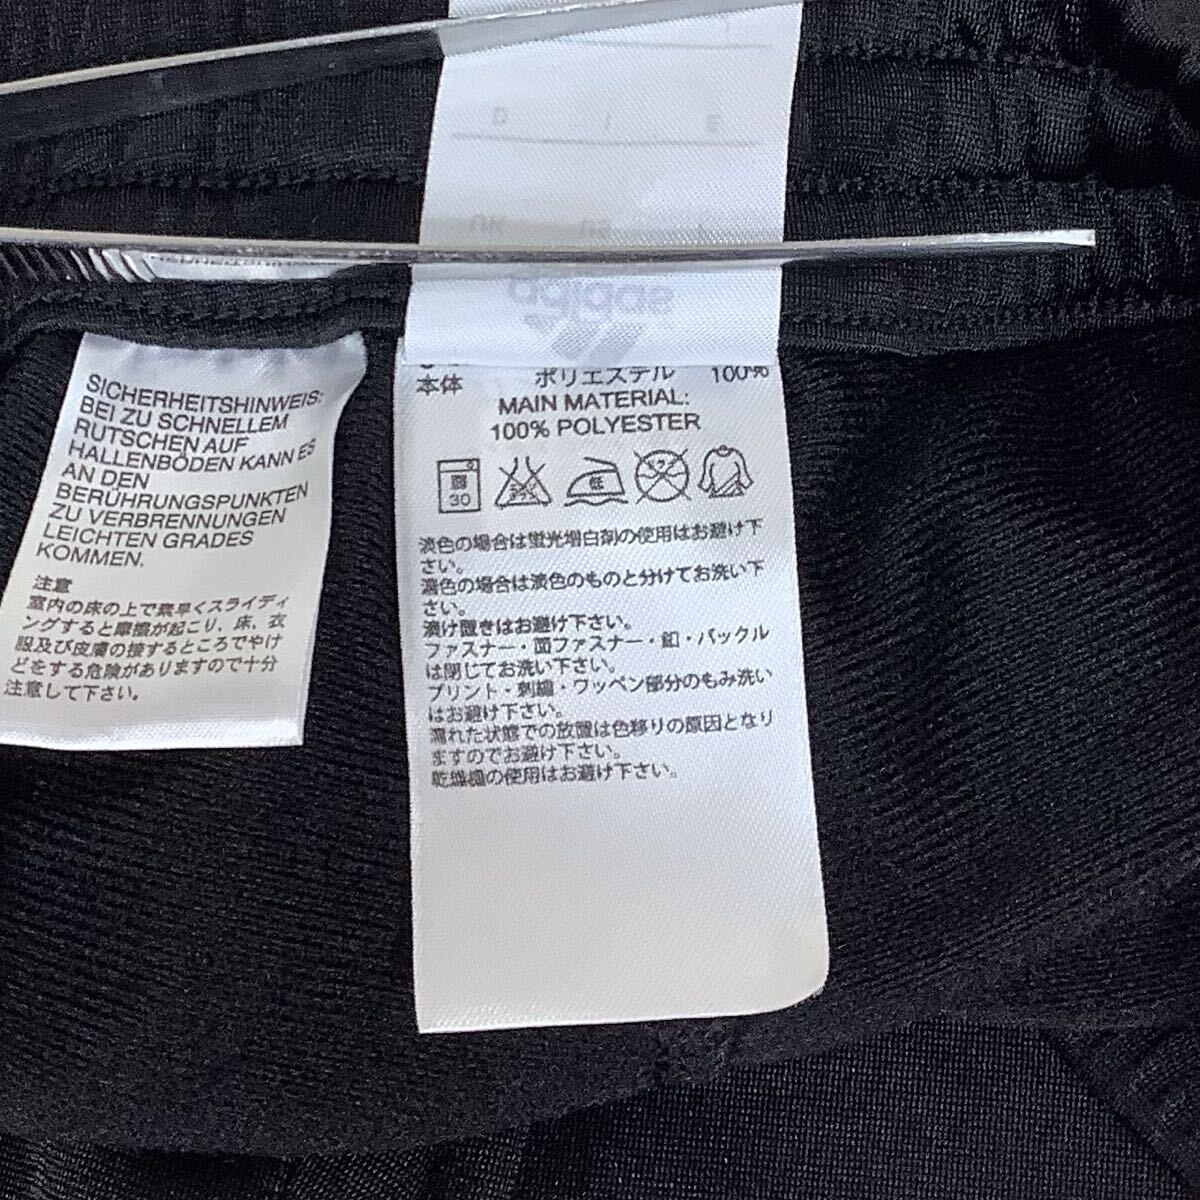 SICHERHEITSHINWEIS:
BEI ZU SCHNELLEM
RUTSCHEN AUF
HALLENBÖDEN KANN ES
AN DEN
BERÜHRUNGSPUNKTEN
ZU VERBRENNUNGEN
LEICHTEN GRADES
KOMMEN.
注意
室内の床の上で素早くスライディ
ングすると摩擦が起こり、床、衣
服及び皮膚の接するところでやけ
どをする危険がありますので十分
注意して下さい。
D I E
UK
adidas
本体 ポリエステル 100%
MAIN MATERIAL:
100% POLYESTER
弱
30
低
淡色の場合は蛍光増白剤の使用はお避け下
さい。
濃色の場合は淡色のものと分けてお洗い下
さい。
漬け置きはお避け下さい。
ファスナー・面ファスナー・釦・バックル
は閉じてお洗い下さい。
プリント・刺繍・ワッペン部分のもみ洗い
はお避け下さい。
濡れた状態での放置は色移りの原因となり
ますのでお避け下さい。
乾燥機の使用はお避け下さい。